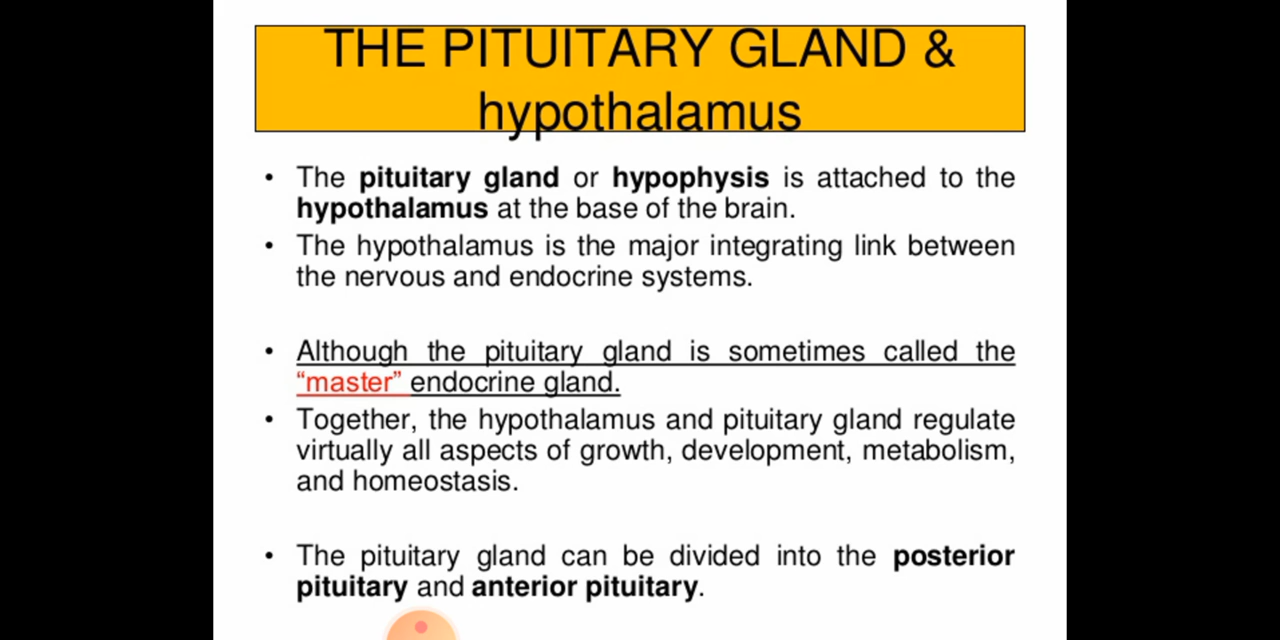 THE PITUITARY GLAND &
hypothalamus
• The pituitary gland or hypophysis is attached to the
hypothalamus at the base of the brain.
• The hypothalamus is the major integrating link between
the nervous and endocrine systems.
• Although the pituitary gland is sometimes called the
“master” endocrine gland.
• Together, the hypothalamus and pituitary gland regulate
virtually all aspects of growth, development, metabolism,
and homeostasis.
• The pituitary gland can be divided into the posterior
pituitary and anterior pituitary.